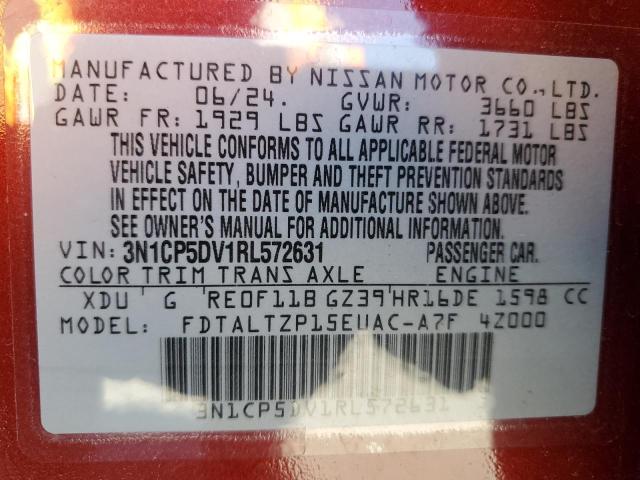 MANUFACTURED BY NISSAN MOTOR CO., LTD.
DATE: 06/24. GVWR: 3660 LBS
GAWR FR: 1929 LBS GAWR RR: 1731 LBS
THIS VEHICLE CONFORMS TO ALL APPLICABLE FEDERAL MOTOR
VEHICLE SAFETY, BUMPER AND THEFT PREVENTION STANDARDS
IN EFFECT ON THE DATE OF MANUFACTURE SHOWN ABOVE.
SEE OWNER'S MANUAL FOR ADDITIONAL INFORMATION.
VIN: 3N1CP5DV1RL572631 PASSENGER CAR.
COLOR TRIM TRANS AXLE ENGINE
XDU G RE0F11B GZ39 HR16DE 1598 CC
MODEL: FDTALTZP15EUAC-A7F 4Z000
3N1CP5DV1RL572631